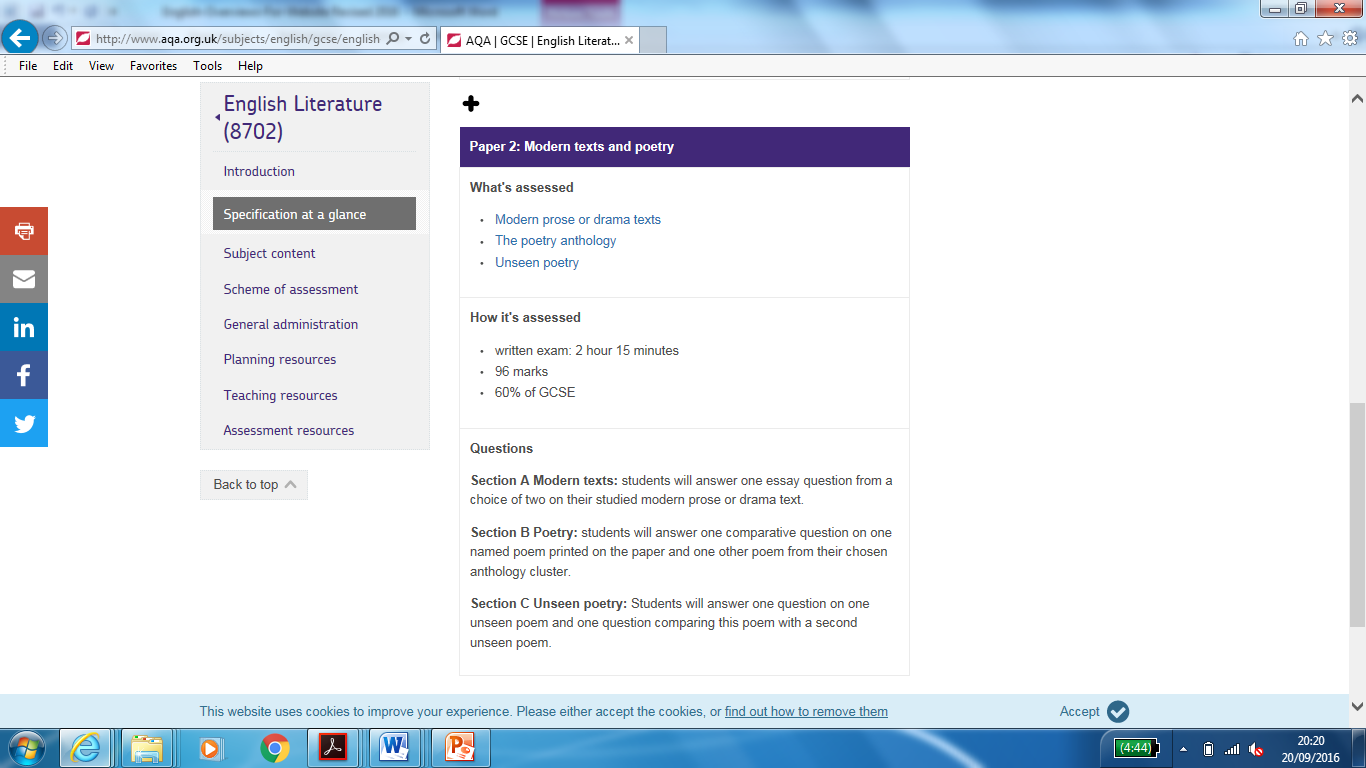 English Overviews For Website Revised 2016 - Microsoft Word
http://www.aqa.org.uk/subjects/english/gcse/english
AQA | GCSE | English Literat...
File Edit View Favorites Tools Help
English Literature
(8702)
Introduction
Specification at a glance
Subject content
Scheme of assessment
General administration
Planning resources
Teaching resources
Assessment resources
Back to top
in
f
Paper 2: Modern texts and poetry
What's assessed
• Modern prose or drama texts
• The poetry anthology
• Unseen poetry
How it's assessed
• written exam: 2 hour 15 minutes
• 96 marks
• 60% of GCSE
Questions
Section A Modern texts: students will answer one essay question from a
choice of two on their studied modern prose or drama text.
Section B Poetry: students will answer one comparative question on one
named poem printed on the paper and one other poem from their chosen
anthology cluster.
Section C Unseen poetry: Students will answer one question on one
unseen poem and one question comparing this poem with a second
unseen poem.
This website uses cookies to improve your experience. Please either accept the cookies, or find out how to remove them
Accept
(4:44)
20:20
20/09/2016